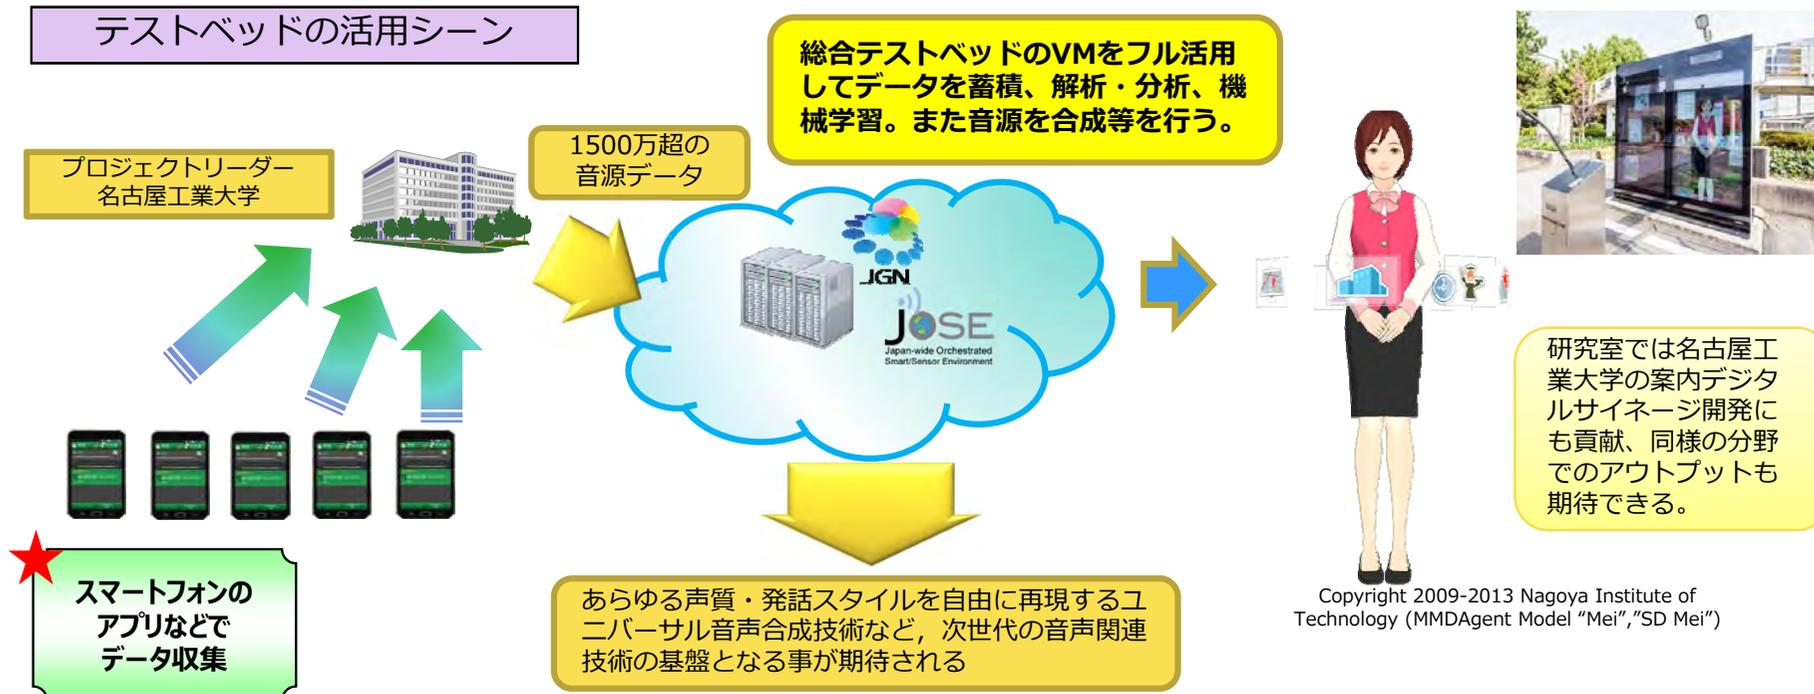 テストベッドの活用シーン
総合テストベッドのVMをフル活用
してデータを蓄積、解析・分析、機
械学習。また音源を合成等を行う。
プロジェクトリーダー
名古屋工業大学
1500万超の
音源データ
JGN
JOSE
Japan-wide Orchestrated
Smart/Sensor Environment
研究室では名古屋工
業大学の案内デジタ
ルサイネージ開発に
も貢献、同様の分野
でのアウトプットも
期待できる。
スマートフォンの
アプリなどで
データ収集
あらゆる声質・発話スタイルを自由に再現するユ
ニバーサル音声合成技術など，次世代の音声関連
技術の基盤となる事が期待される
Copyright 2009-2013 Nagoya Institute of
Technology (MMDAgent Model “Mei”,”SD Mei”)